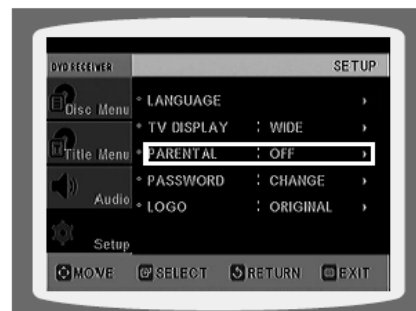 DVD RECEIVER SETUP
Disc Menu
LANGUAGE
TV DISPLAY : WIDE
Title Menu
PARENTAL : OFF
PASSWORD : CHANGE
Audio
LOGO : ORIGINAL
Setup
MOVE SELECT RETURN EXIT